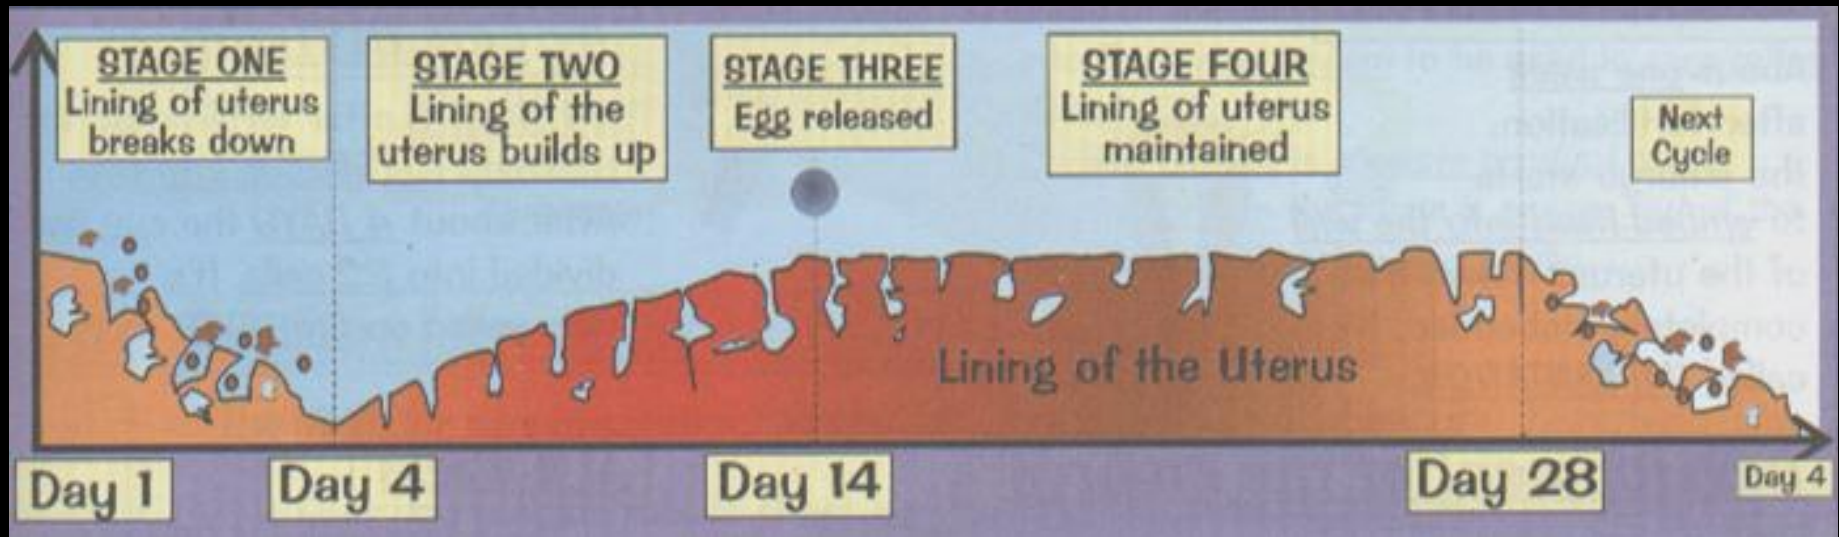 STAGE ONE
Lining of uterus
breaks down
STAGE TWO
Lining of the
uterus builds up
STAGE THREE
Egg released
STAGE FOUR
Lining of uterus
maintained
Next
Cycle
Lining of the Uterus
Day 1
Day 4
Day 14
Day 28
Day 4